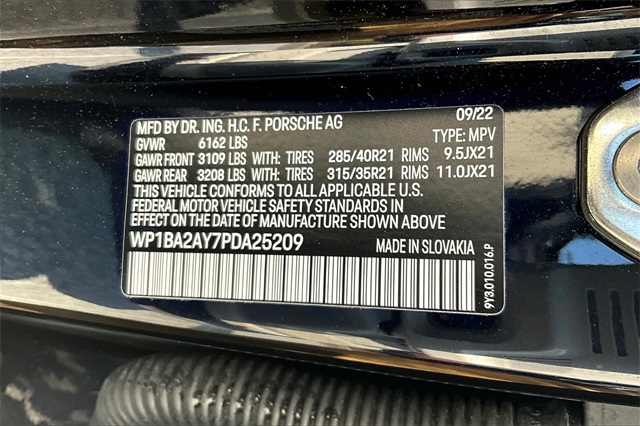 MFD BY DR. ING. H.C. F. PORSCHE AG 09/22
GVWR 6162 LBS TYPE: MPV
GAWR FRONT 3109 LBS WITH: TIRES 285/40R21 RIMS 9.5JX21
GAWR REAR 3208 LBS WITH: TIRES 315/35R21 RIMS 11.0JX21
THIS VEHICLE CONFORMS TO ALL APPLICABLE U.S.
FEDERAL MOTOR VEHICLE SAFETY STANDARDS IN
EFFECT ON THE DATE OF MANUFACTURE SHOWN ABOVE
WP1BA2AY7PDA25209 MADE IN SLOVAKIA
9Y3.010.016.P